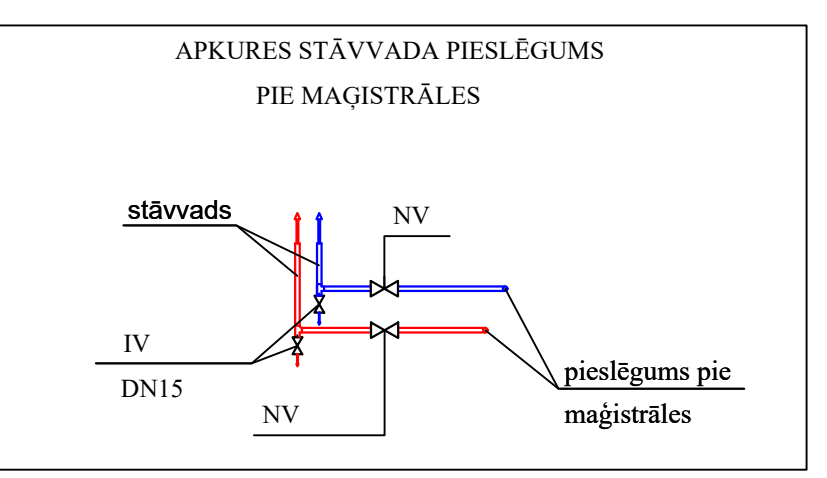 APKURES STĀVVADA PIESLĒGUMS
PIE MAĢISTRĀLES
stāvvads
NV
IV
DN15
NV
pieslēgums pie
maģistrāles